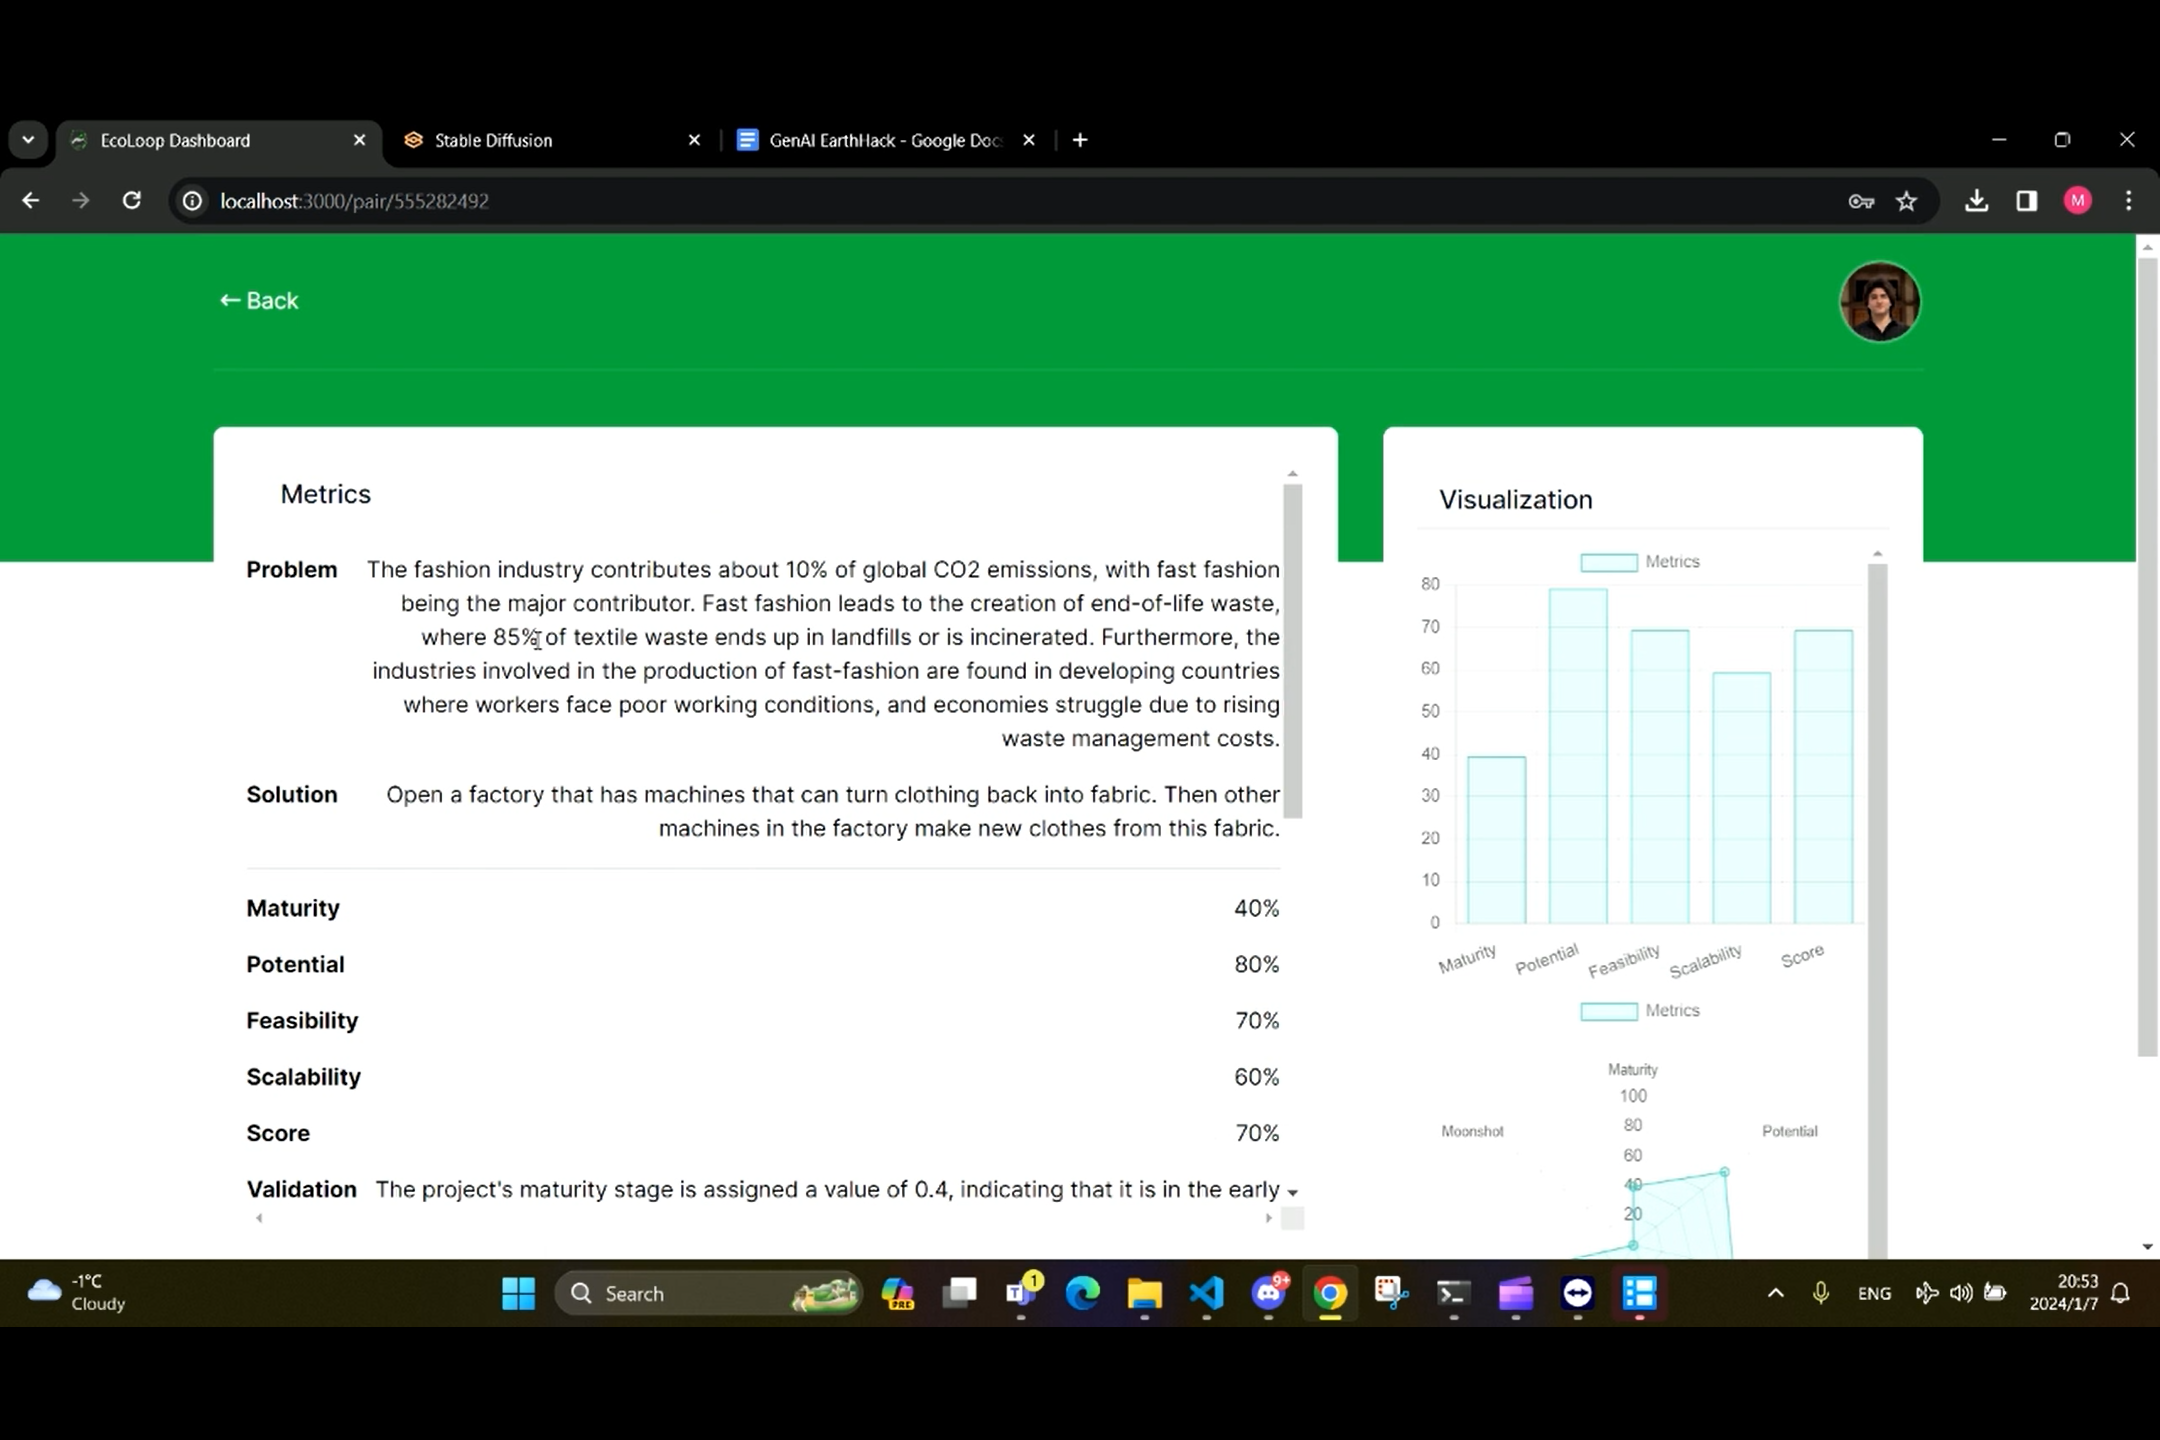 EcoLoop Dashboard
Stable Diffusion
GenAI EarthHack - Google Doc
localhost:3000/pair/555282492
M
← Back
Metrics
Problem The fashion industry contributes about 10% of global CO2 emissions, with fast fashion
being the major contributor. Fast fashion leads to the creation of end-of-life waste,
where 85% of textile waste ends up in landfills or is incinerated. Furthermore, the
industries involved in the production of fast-fashion are found in developing countries
where workers face poor working conditions, and economies struggle due to rising
waste management costs.
Solution Open a factory that has machines that can turn clothing back into fabric. Then other
machines in the factory make new clothes from this fabric.
Maturity 40%
Potential 80%
Feasibility 70%
Scalability 60%
Score 70%
Validation The project's maturity stage is assigned a value of 0.4, indicating that it is in the early
Visualization
Metrics
80
70
60
50
40
30
20
10
0
Maturity Potential Feasibility Scalability Score
Metrics
Maturity
100
Moonshot
80
Potential
60
40
20
-1°C
Cloudy
Search
PRE
1
9+
ENG
20:53
2024/1/7